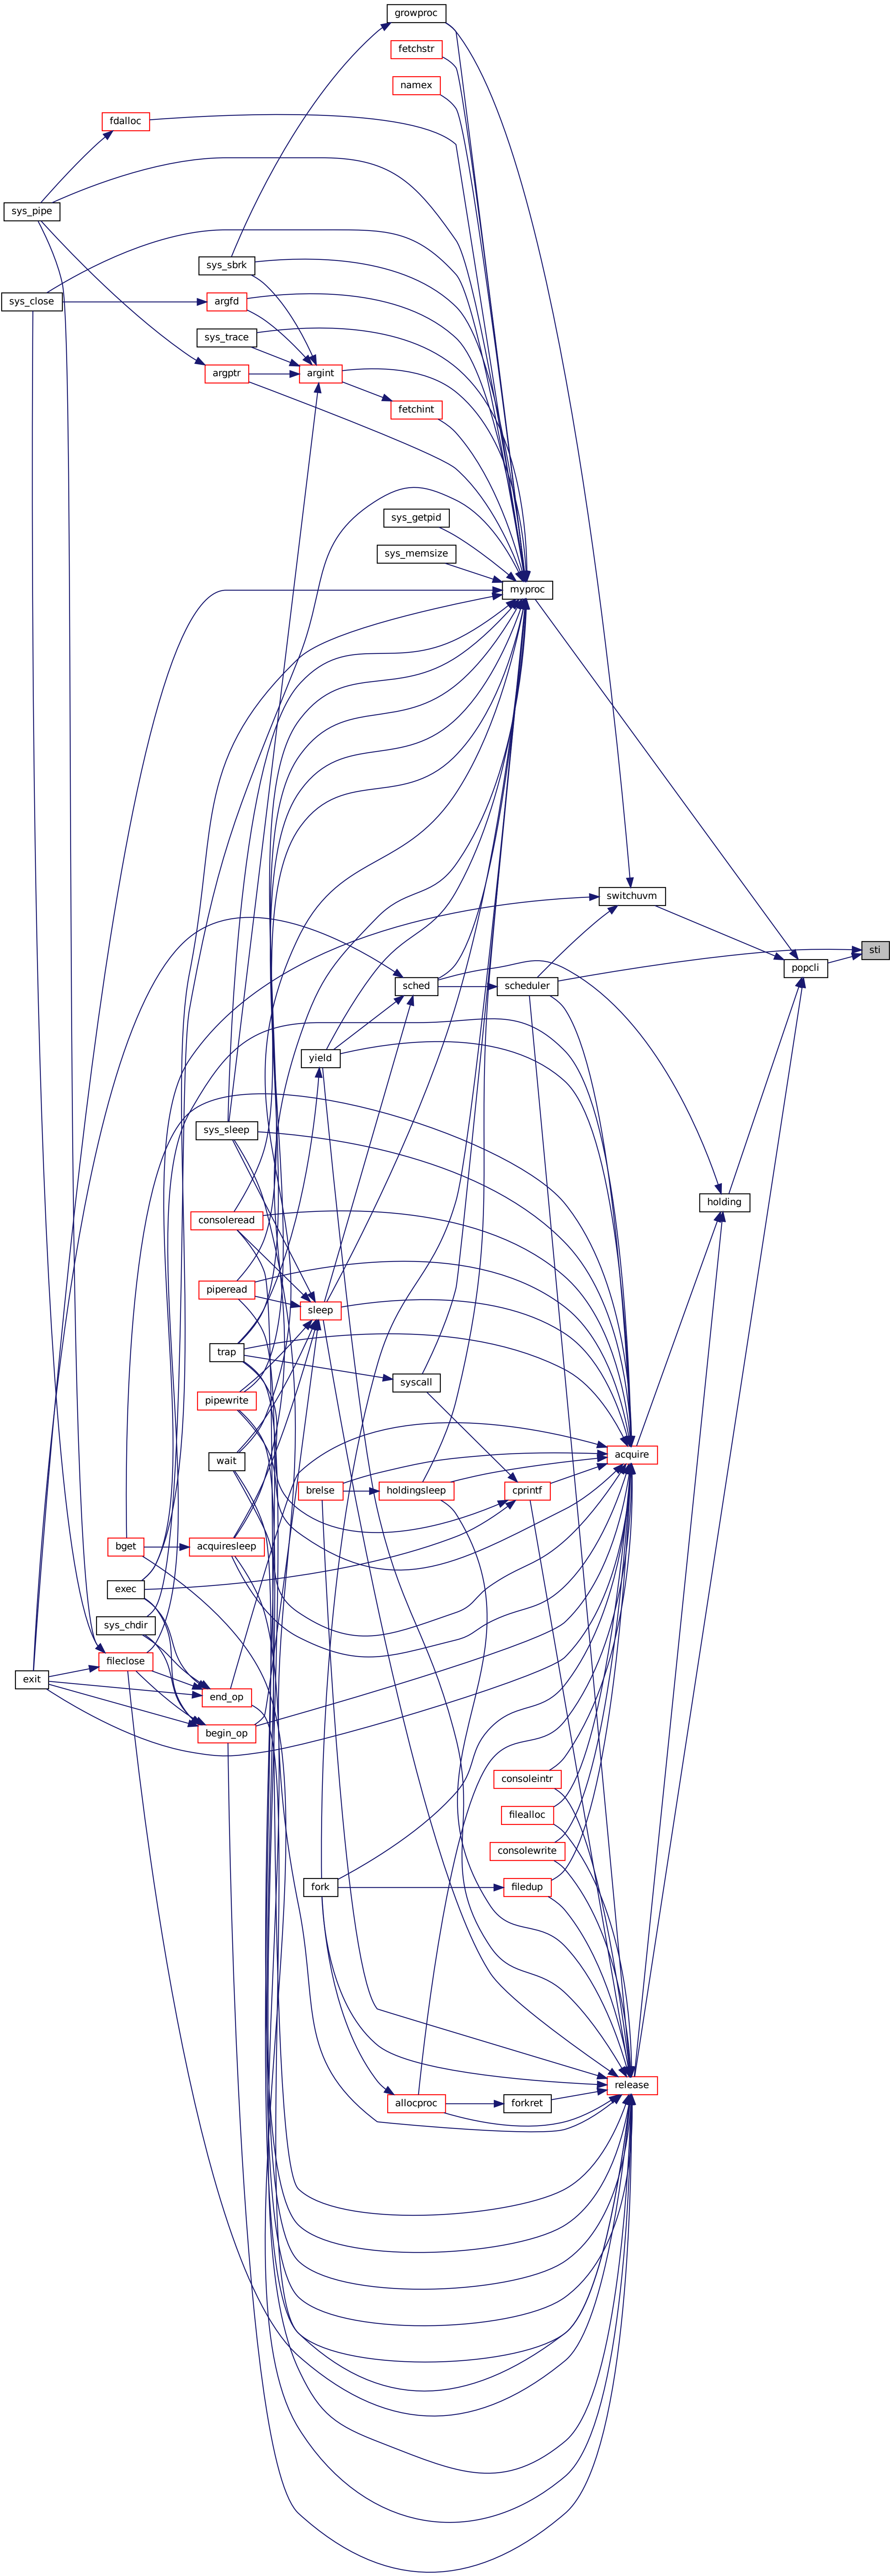 growproc
fetchstr
namex
fdalloc
sys_pipe
sys_sbrk
sys_close
argfd
sys_trace
argptr
argint
fetchint
sys_getpid
sys_memsize
myproc
switchuvm
sti
popcli
sched
scheduler
yield
sys_sleep
holding
consoleread
piperead
sleep
trap
syscall
pipewrite
acquire
wait
brelse
holdingsleep
cprintf
bget
acquiresleep
exec
sys_chdir
fileclose
exit
end_op
begin_op
consoleintr
filealloc
consolewrite
fork
filedup
release
allocproc
forkret